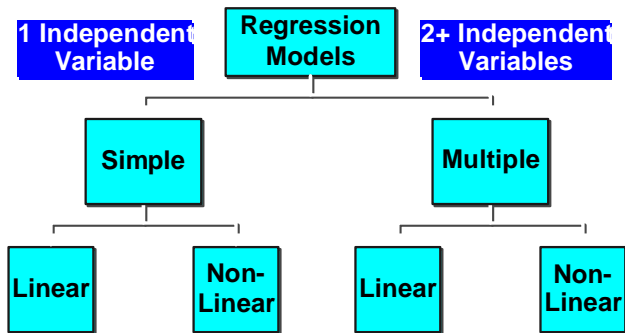 1 Independent
Variable
Regression
Models
2+ Independent
Variables
Simple
Multiple
Linear
Non-
Linear
Linear
Non-
Linear